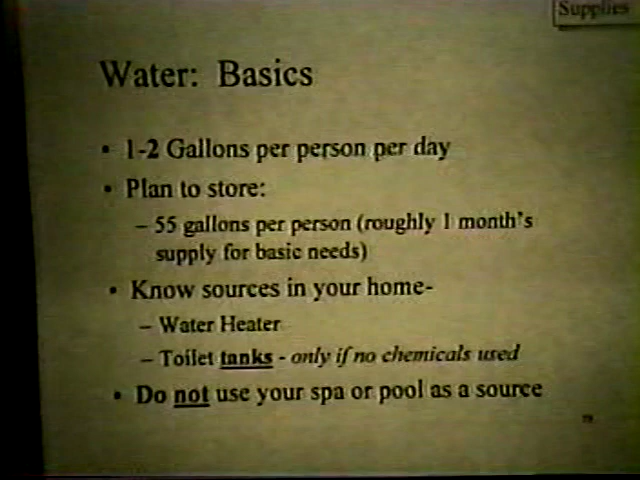 Supplies
Water: Basics
• 1-2 Gallons per person per day
• Plan to store:
– 55 gallons per person (roughly 1 month's
supply for basic needs)
• Know sources in your home-
– Water Heater
– Toilet tanks - only if no chemicals used
• Do not use your spa or pool as a source